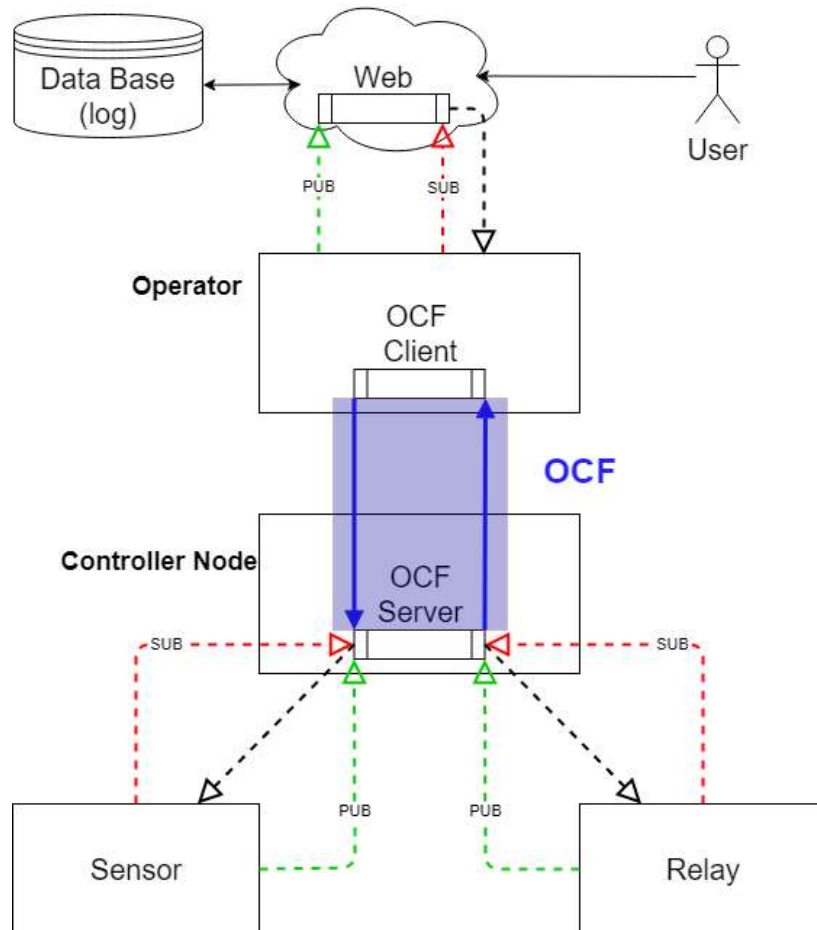 Data Base
(log)
Web
User
PUB
SUB
Operator
OCF
Client
OCF
Controller Node
OCF
Server
SUB
SUB
PUB
PUB
Sensor
Relay